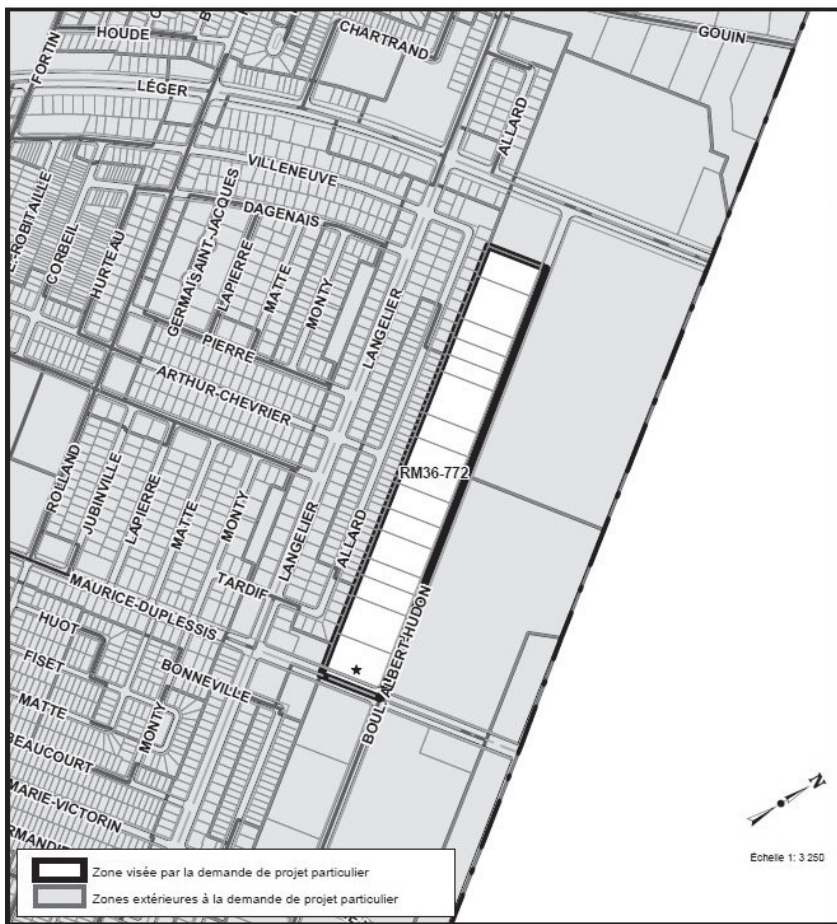 HOUDE
CHARTRAND
GOUIN
FORTIN
LÉGER
ALLARD
VILLENEUVE
DAGENAIS
GERMAISAINT-JACQUES
E.-ROBITAILLE
CORBEIL
HURTEAU
LAPIERRE
MATTE
MONTY
LANGELIER
PIERRE
ARTHUR-CHEVRIER
RM36-772
ROLLAND
JUBINVILLE
LAPIERRE
MATTE
MONTY
LANGELIER
ALLARD
TARDIF
MAURICE-DUPLESSIS
BOUL. ALBERT-HUDON
HUOT
BONNEVILLE
FISET
MATTE
MONTY
BEAUCOURT
MARIE-VICTORIN
N
Échelle 1: 3 250
Zone visée par la demande de projet particulier
Zones extérieures à la demande de projet particulier